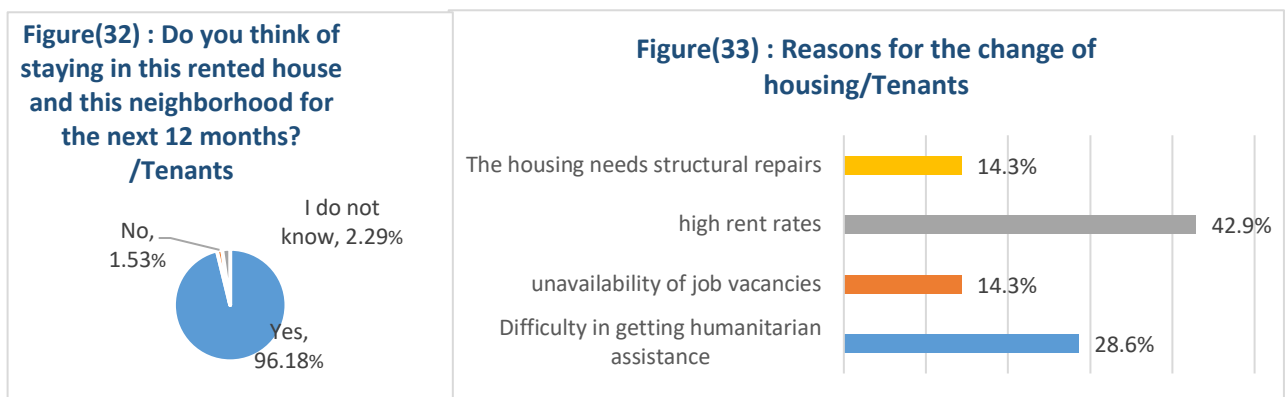 Figure(32) : Do you think of
staying in this rented house
and this neighborhood for
the next 12 months?
/Tenants
I do not
know, 2.29%
No,
1.53%
Yes,
96.18%
Figure(33) : Reasons for the change of
housing/Tenants
The housing needs structural repairs
14.3%
high rent rates
42.9%
unavailability of job vacancies
14.3%
Difficulty in getting humanitarian
assistance
28.6%